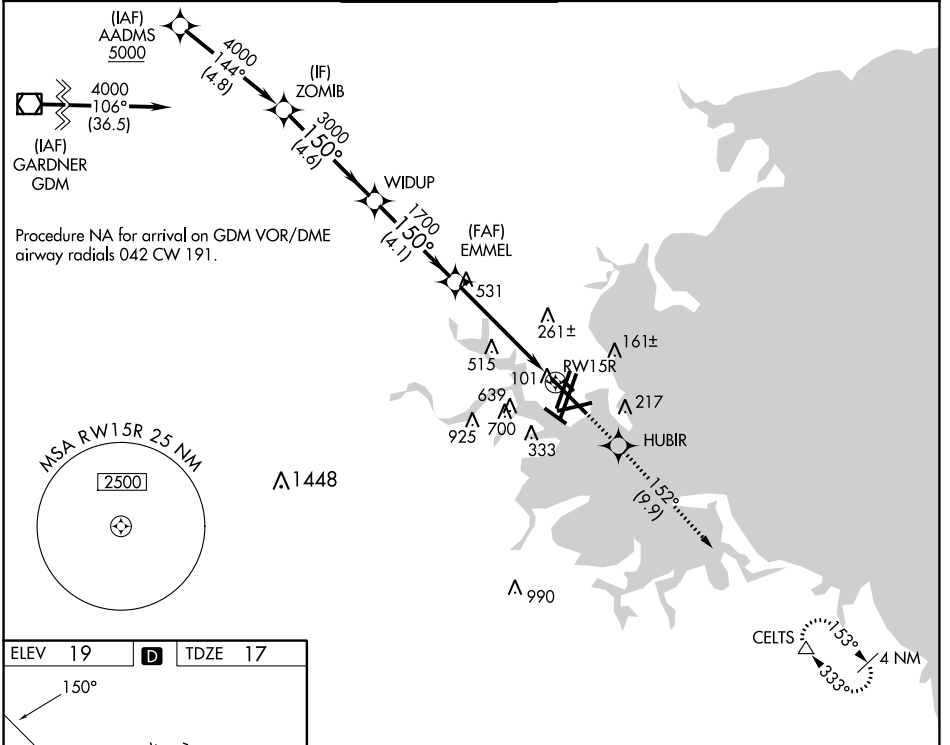 (IAF)
AADMS
5000
4000
144°
(4.8)
(IF)
ZOMIB
4000
106°
(36.5)
(IAF)
GARDNER
GDM
3000
150°
(4.6)
WIDUP
Procedure NA for arrival on GDM VOR/DME
airway radials 042 CW 191.
1700
150°
(4.1)
(FAF)
EMMEL
531
261±
515
161±
RW15R
101
639
700
925
333
217
HUBIR
MSA RW15R 25 NM
2500
1448
152°
(9.9)
990
CELTS
153°
4 NM
333°
ELEV 19
D
TDZE 17
150°